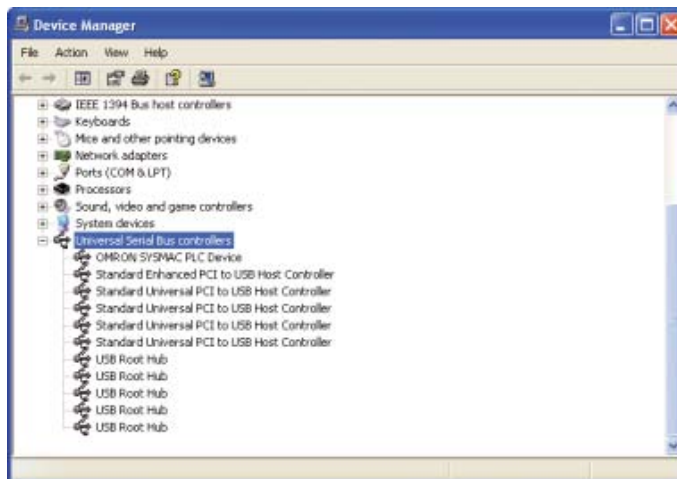 Device Manager
File Action View Help
IEEE 1394 Bus host controllers
Keyboards
Mice and other pointing devices
Network adapters
Ports (COM & LPT)
Processors
Sound, video and game controllers
System devices
Universal Serial Bus controllers
OMRON SYSMAC PLC Device
Standard Enhanced PCI to USB Host Controller
Standard Universal PCI to USB Host Controller
Standard Universal PCI to USB Host Controller
Standard Universal PCI to USB Host Controller
Standard Universal PCI to USB Host Controller
USB Root Hub
USB Root Hub
USB Root Hub
USB Root Hub
USB Root Hub